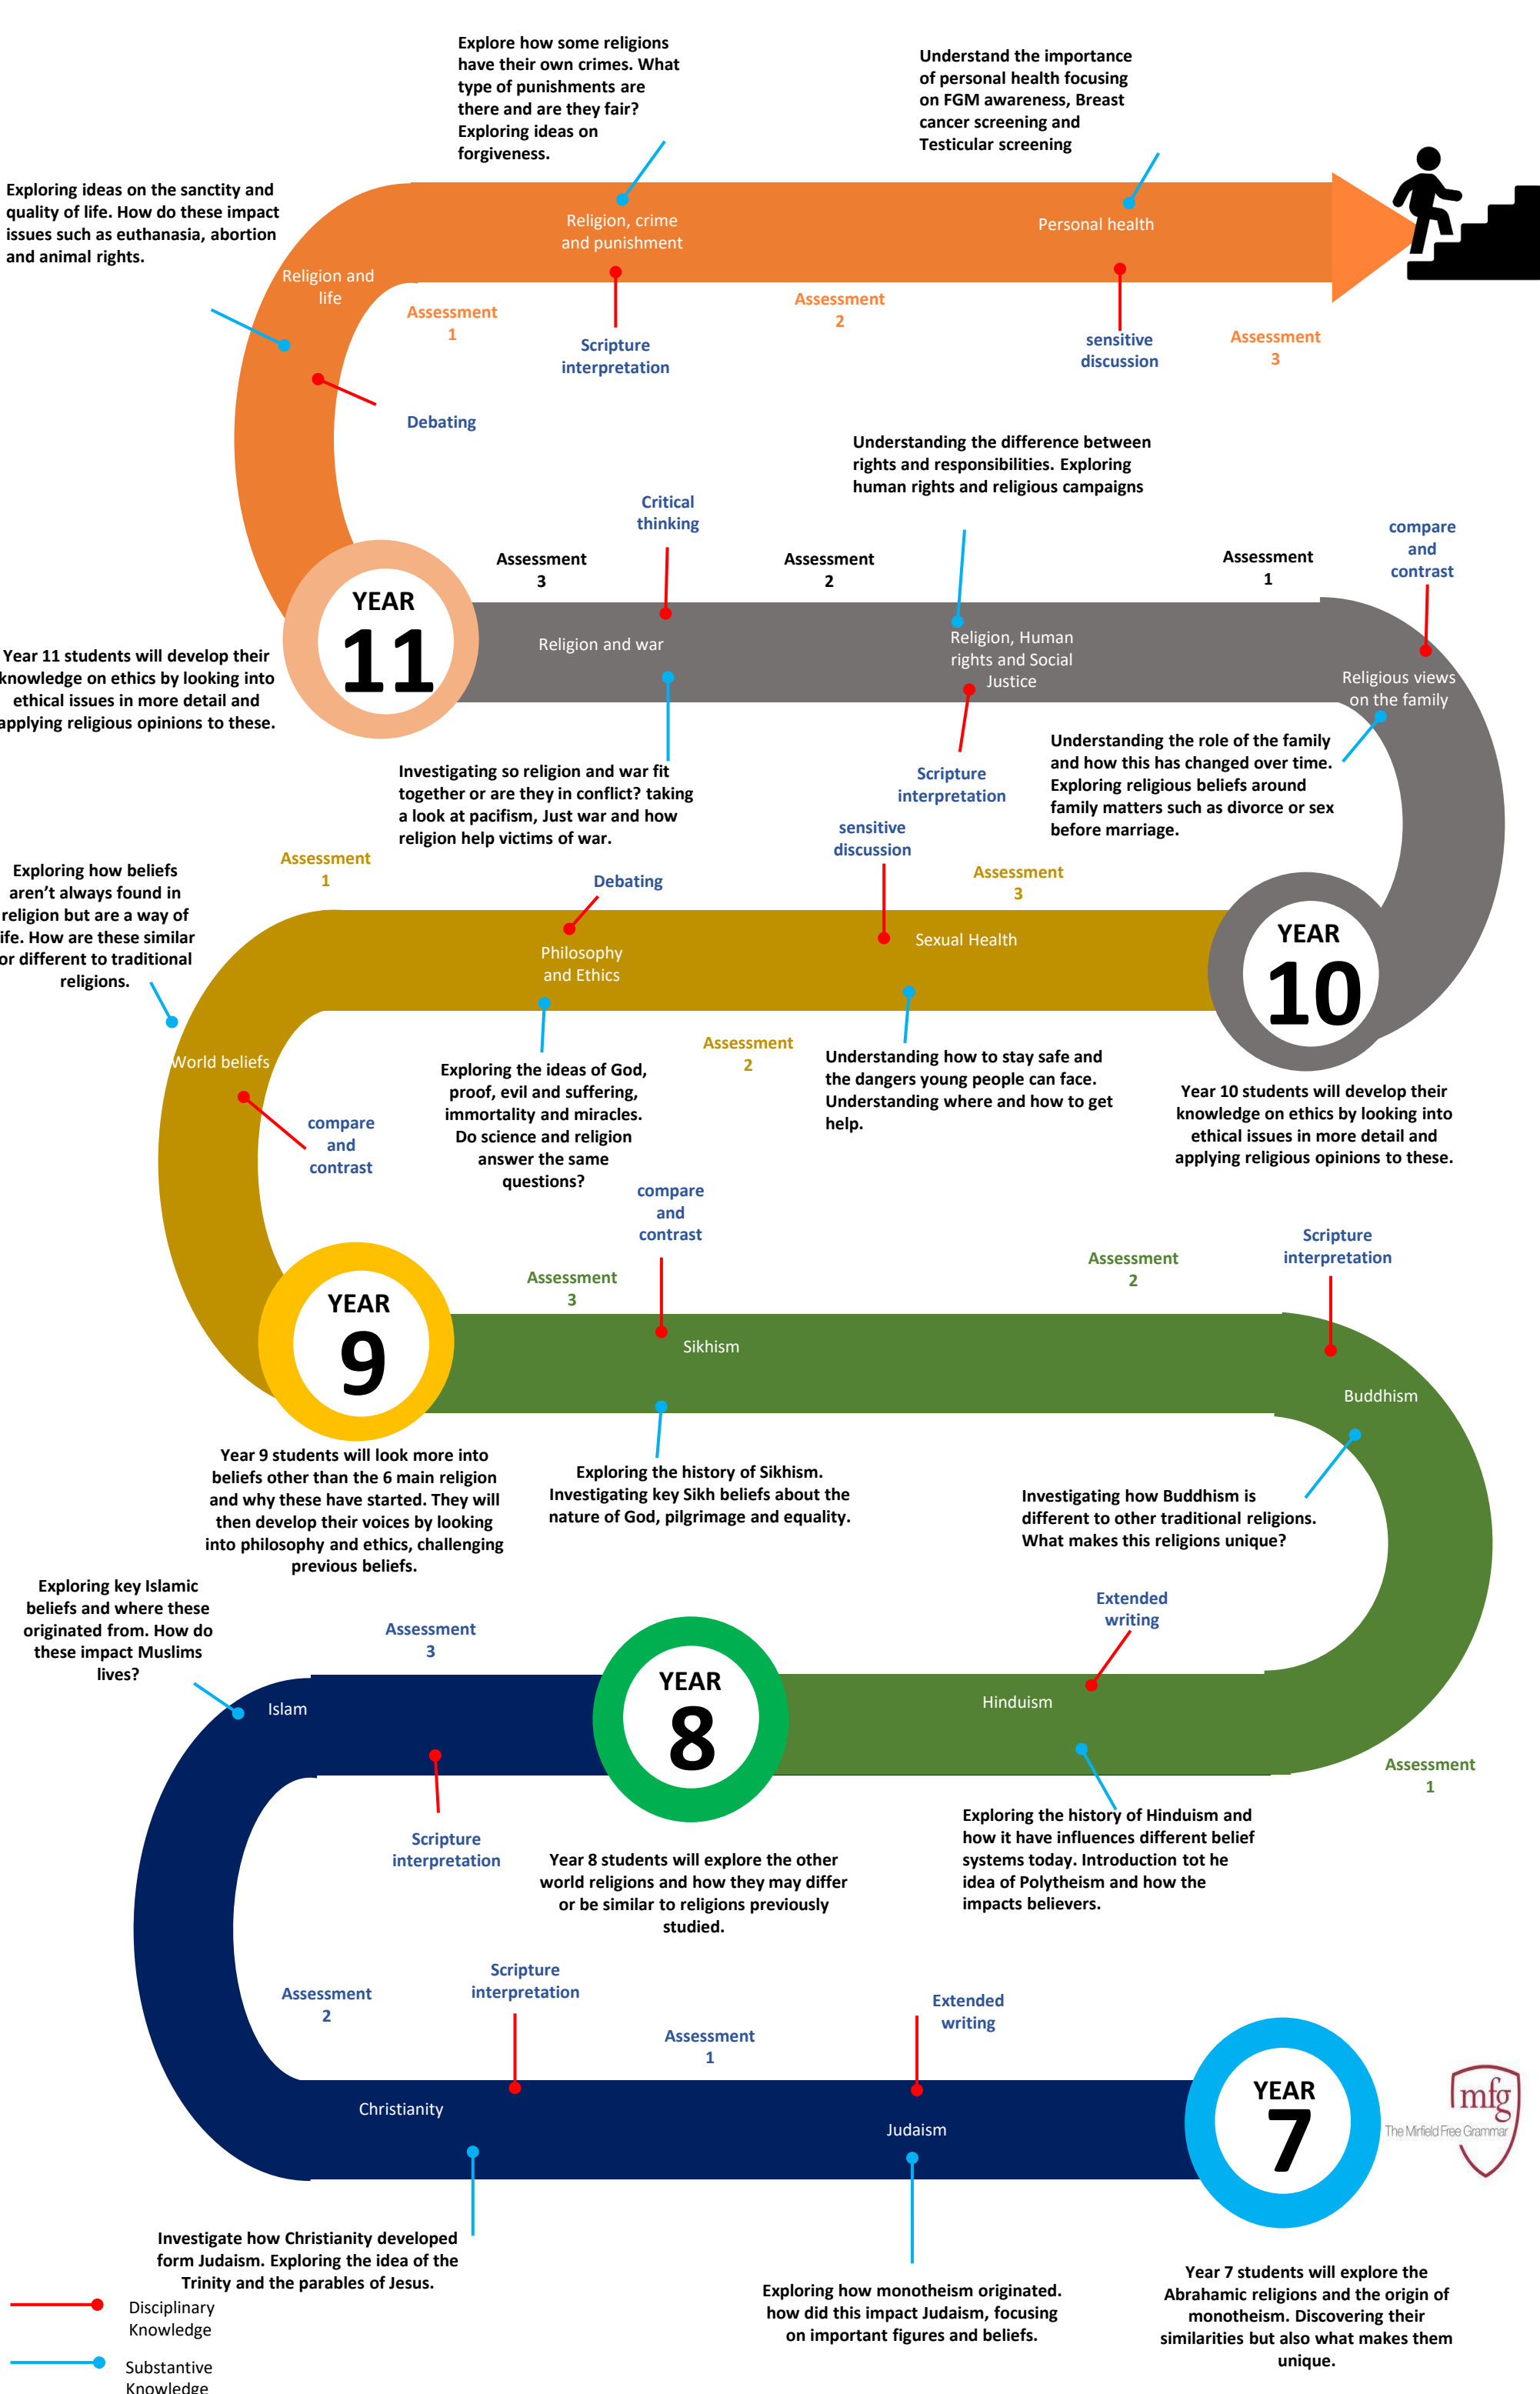 Explore how some religions
have their own crimes. What
type of punishments are
there and are they fair?
Exploring ideas on
forgiveness.
Understand the importance
of personal health focusing
on FGM awareness, Breast
cancer screening and
Testicular screening
Exploring ideas on the sanctity and
quality of life. How do these impact
issues such as euthanasia, abortion
and animal rights.
Religion, crime
and punishment
Personal health
Religion and
life
Assessment
1
Assessment
2
Scripture
interpretation
sensitive
discussion
Assessment
3
Debating
Understanding the difference between
rights and responsibilities. Exploring
human rights and religious campaigns
Critical
thinking
compare
and
contrast
Assessment
3
Assessment
2
Assessment
1
YEAR
11
Religion and war
Religion, Human
rights and Social
Justice
Religious views
on the family
Year 11 students will develop their
knowledge on ethics by looking into
ethical issues in more detail and
applying religious opinions to these.
Investigating so religion and war fit
together or are they in conflict? taking
a look at pacifism, Just war and how
religion help victims of war.
Scripture
interpretation
Understanding the role of the family
and how this has changed over time.
Exploring religious beliefs around
family matters such as divorce or sex
before marriage.
sensitive
discussion
Assessment
1
Exploring how beliefs
aren't always found in
religion but are a way of
life. How are these similar
or different to traditional
religions.
Debating
Assessment
3
Philosophy
and Ethics
Sexual Health
YEAR
10
World beliefs
Assessment
2
Exploring the ideas of God,
proof, evil and suffering,
immortality and miracles.
Do science and religion
answer the same
questions?
Understanding how to stay safe and
the dangers young people can face.
Understanding where and how to get
help.
Year 10 students will develop their
knowledge on ethics by looking into
ethical issues in more detail and
applying religious opinions to these.
compare
and
contrast
compare
and
contrast
Scripture
interpretation
Assessment
3
Assessment
2
YEAR
9
Sikhism
Buddhism
Year 9 students will look more into
beliefs other than the 6 main religion
and why these have started. They will
then develop their voices by looking
into philosophy and ethics, challenging
previous beliefs.
Exploring the history of Sikhism.
Investigating key Sikh beliefs about the
nature of God, pilgrimage and equality.
Investigating how Buddhism is
different to other traditional religions.
What makes this religions unique?
Exploring key Islamic
beliefs and where these
originated from. How do
these impact Muslims
lives?
Assessment
3
Extended
writing
YEAR
8
Islam
Hinduism
Assessment
1
Scripture
interpretation
Year 8 students will explore the other
world religions and how they may differ
or be similar to religions previously
studied.
Exploring the history of Hinduism and
how it have influences different belief
systems today. Introduction tot he
idea of Polytheism and how the
impacts believers.
Assessment
2
Scripture
interpretation
Assessment
1
Extended
writing
YEAR
7
Christianity
Judaism
mfg
The Mirfield Free Grammar
Investigate how Christianity developed
form Judaism. Exploring the idea of the
Trinity and the parables of Jesus.
Exploring how monotheism originated.
how did this impact Judaism, focusing
on important figures and beliefs.
Year 7 students will explore the
Abrahamic religions and the origin of
monotheism. Discovering their
similarities but also what makes them
unique.
Disciplinary
Knowledge
Substantive
Knowledge